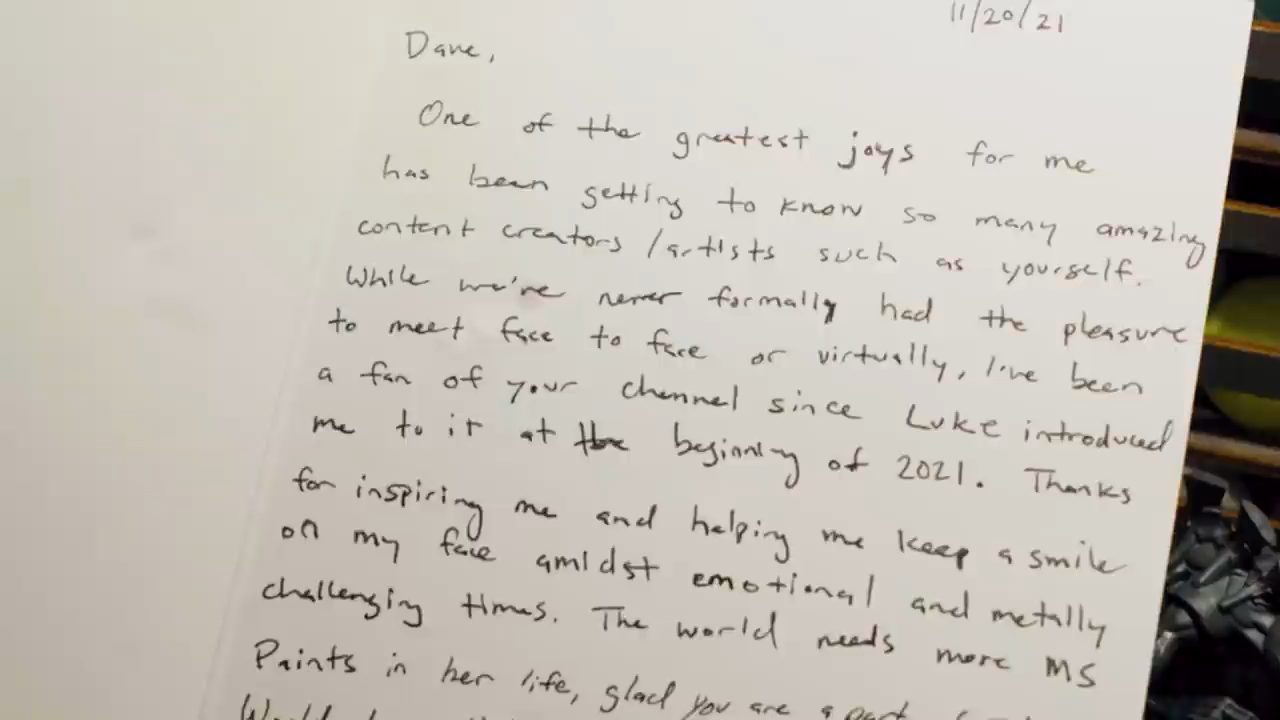 11/20/21
Dave,
One of the greatest joys for me
has been getting to know so many amazing
content creators/artists such as yourself.
While we've never formally had the pleasure
to meet face to face or virtually, I've been
a fan of your channel since Luke introduced
me to it at the beginning of 2021. Thanks
for inspiring me and helping me keep a smile
on my face amidst emotional and metally
challenging times. The world needs more MS
Paints in her life, glad you are a part